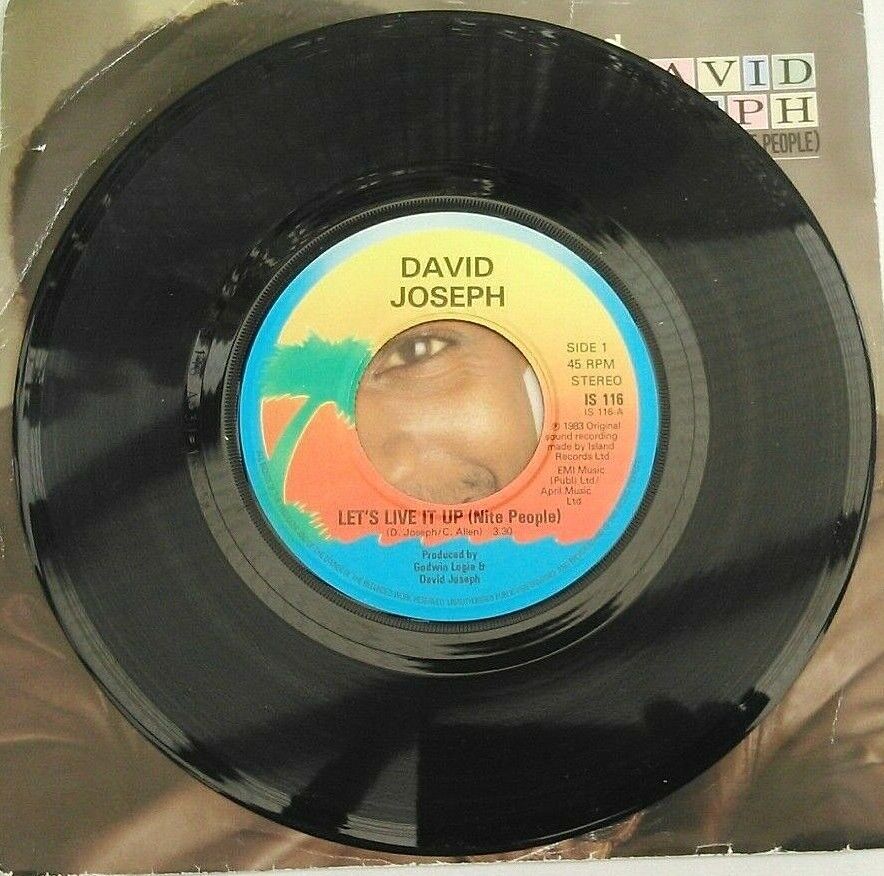 AVID
PH
PEOPLE)
DAVID
JOSEPH
SIDE 1
45 RPM
STEREO
IS 116
IS 116-A
℗ 1983 Original
sound recording
made by Island
Records Ltd
EMI Music
(Publ) Ltd/
April Music
Ltd
LET'S LIVE IT UP (Nite People)
(D. Joseph/C. Allen) 3.30
Produced by
Godwin Logie &
David Joseph